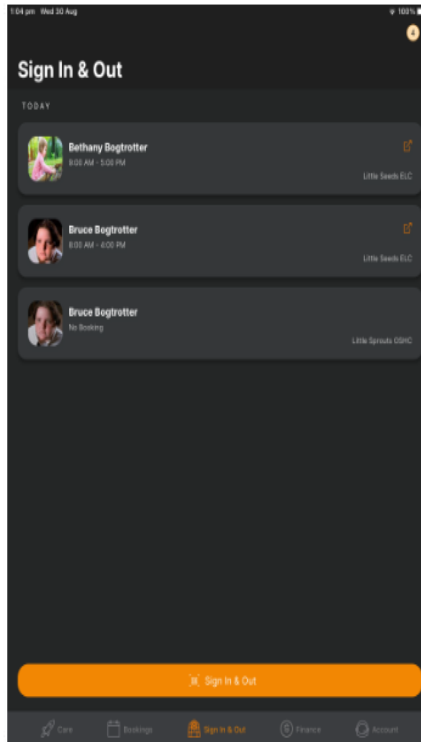 1:04 pm Wed 30 Aug
100%
4
Sign In & Out
TODAY
Bethany Bogtrotter
8:00 AM - 5:00 PM
Little Seeds ELC
Bruce Bogtrotter
8:00 AM - 4:00 PM
Little Seeds ELC
Bruce Bogtrotter
No Booking
Little Sprouts OSHC
Sign In & Out
Care Bookings Sign In & Out Finance Account